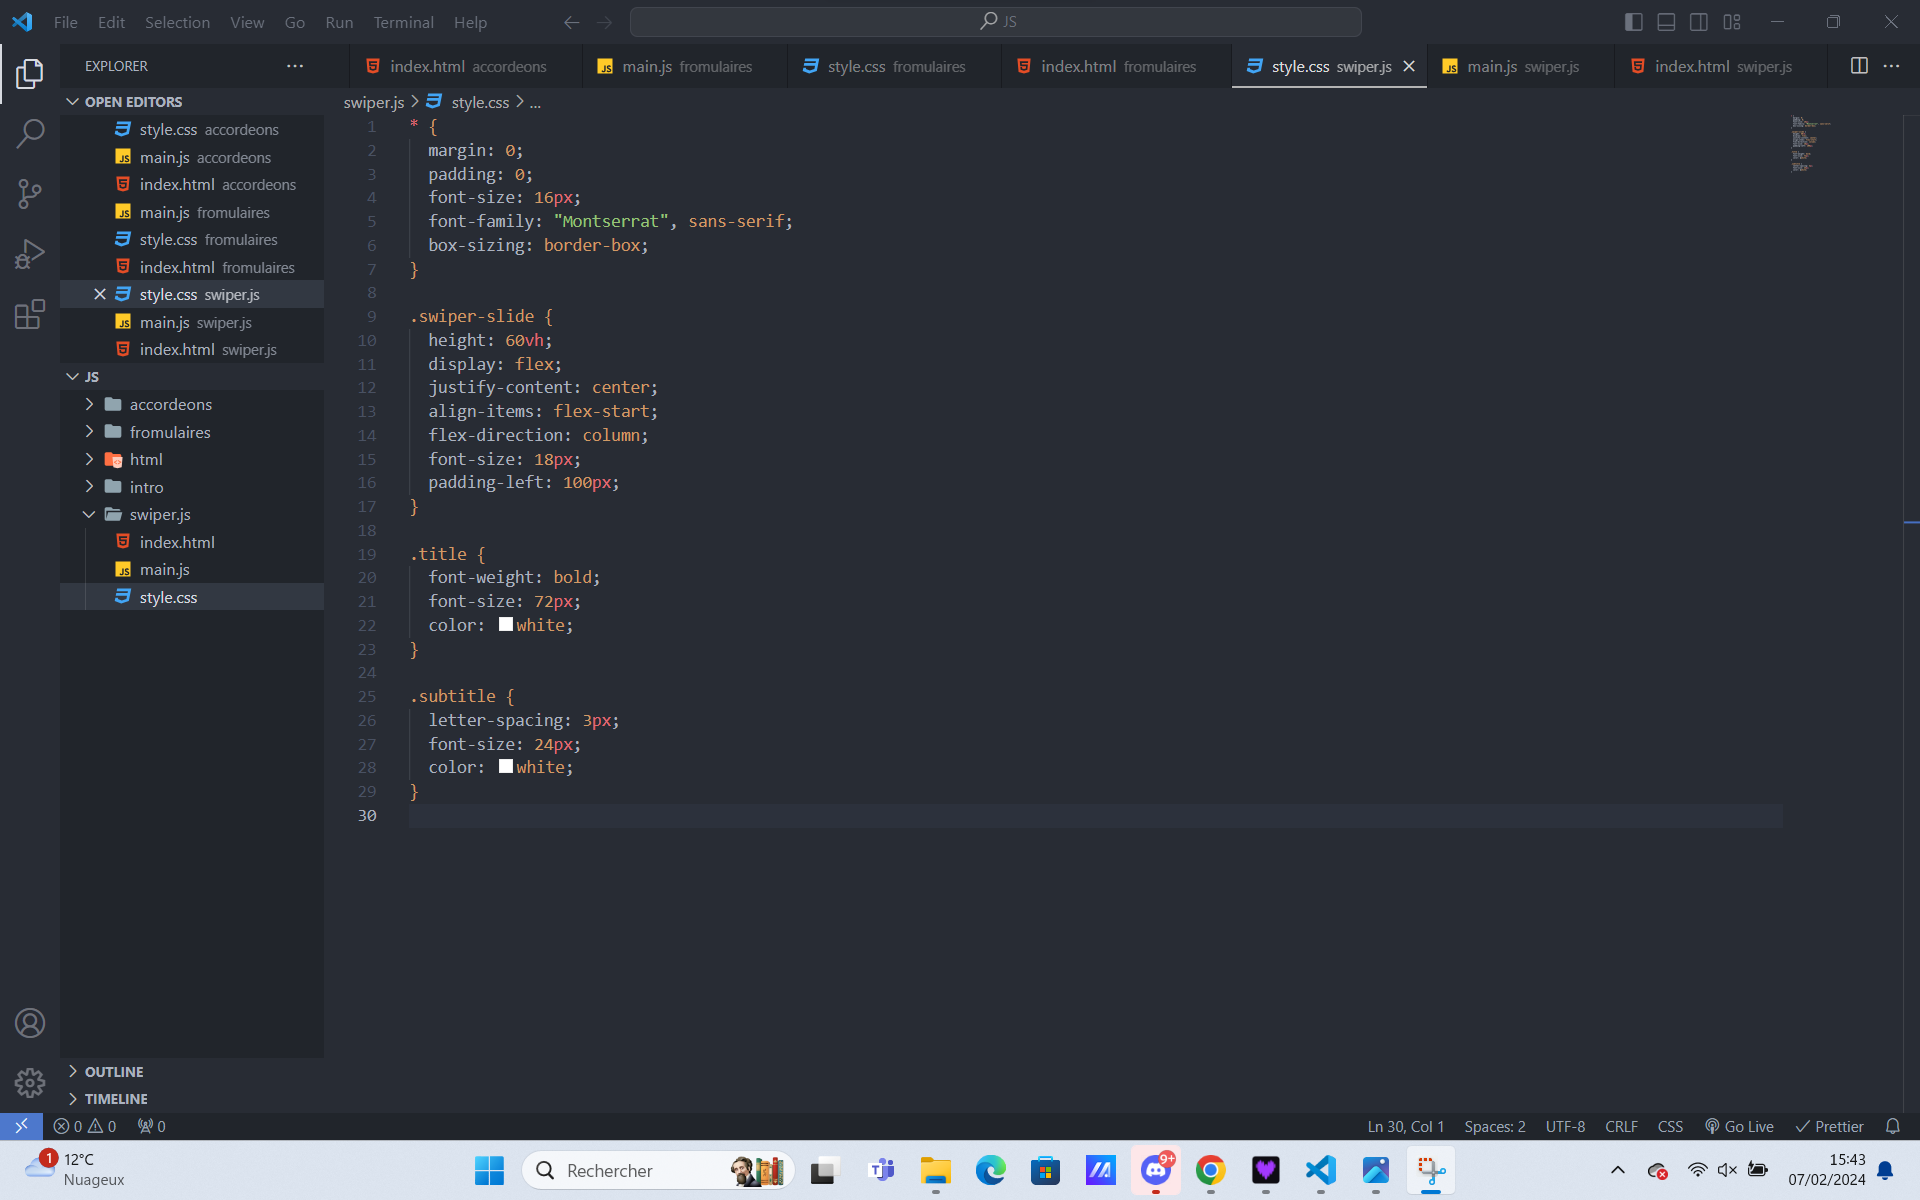 File Edit Selection View Go Run Terminal Help
JS
EXPLORER
index.html accordeons
main.js fromulaires
style.css fromulaires
index.html fromulaires
style.css swiper.js
main.js swiper.js
index.html swiper.js
OPEN EDITORS
style.css accordeons
main.js accordeons
index.html accordeons
main.js fromulaires
style.css fromulaires
index.html fromulaires
style.css swiper.js
main.js swiper.js
index.html swiper.js
JS
accordeons
fromulaires
html
intro
swiper.js
index.html
main.js
style.css
OUTLINE
TIMELINE
swiper.js > style.css > ...
1 * {
2 margin: 0;
3 padding: 0;
4 font-size: 16px;
5 font-family: "Montserrat", sans-serif;
6 box-sizing: border-box;
7 }
8
9 .swiper-slide {
10 height: 60vh;
11 display: flex;
12 justify-content: center;
13 align-items: flex-start;
14 flex-direction: column;
15 font-size: 18px;
16 padding-left: 100px;
17 }
18
19 .title {
20 font-weight: bold;
21 font-size: 72px;
22 color: white;
23 }
24
25 .subtitle {
26 letter-spacing: 3px;
27 font-size: 24px;
28 color: white;
29 }
30
0 0 0
Ln 30, Col 1 Spaces: 2 UTF-8 CRLF CSS Go Live Prettier
1
12°C
Nuageux
Rechercher
9+
15:43
07/02/2024